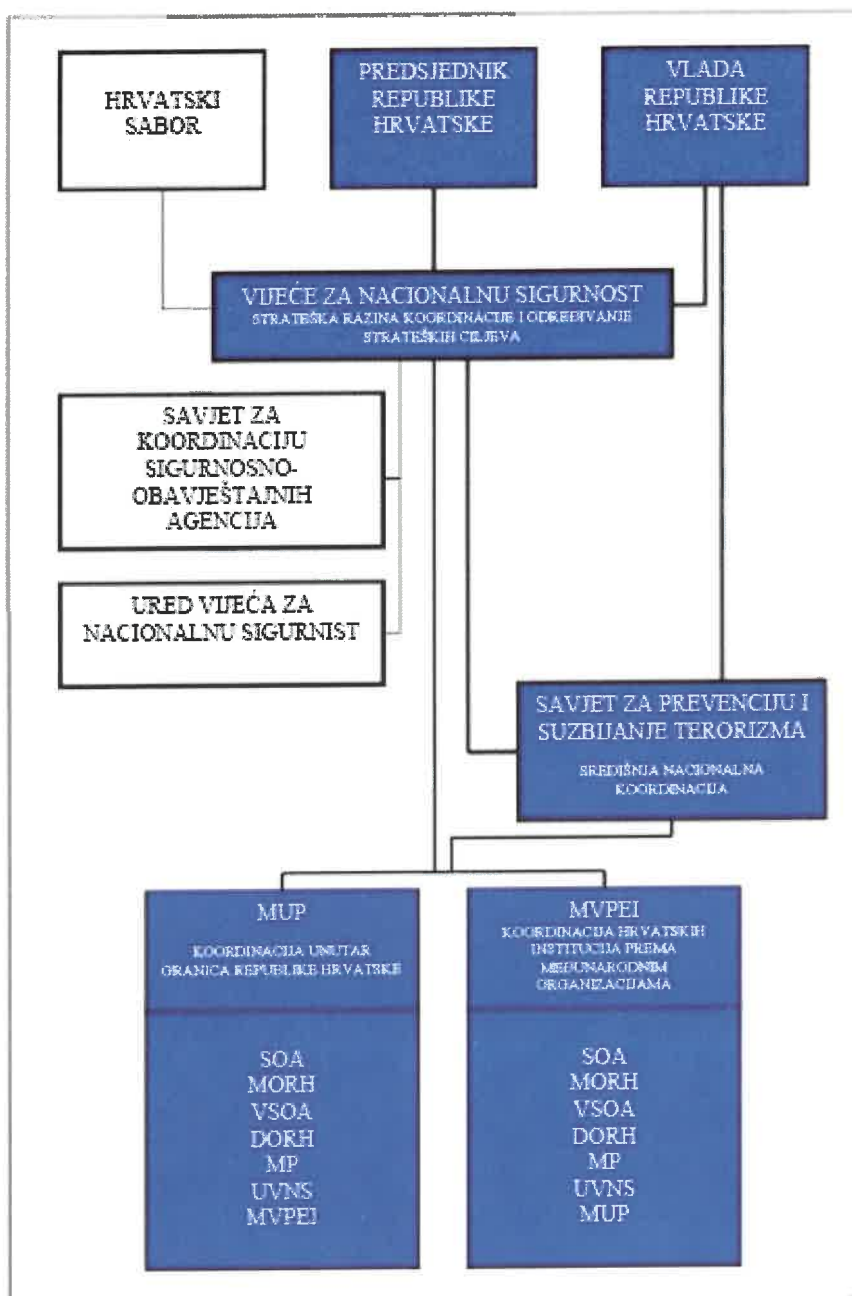 HRVATSKI
SABOR
PREDSJEDNIK
REPUBLIKE
HRVATSKE
VLADA
REPUBLIKE
HRVATSKE
VIJEĆE ZA NACIONALNU SIGURNOST
STRATEŠKA RAZINA KOORDINACIJE I ODREĐIVANJE
STRATEŠKIH CILJEVA
SAVJET ZA
KOORDINACIJU
SIGURNOSNO-
OBAVJEŠTAJNIH
AGENCIJA
URED VIJEĆA ZA
NACIONALNU SIGURNIST
SAVJET ZA PREVENCIJU I
SUZBIJANJE TERORIZMA
SREDIŠNJA NACIONALNA
KOORDINACIJA
MUP
KOORDINACIJA UNUTAR
GRANICA REPUBLIKE HRVATSKE
SOA
MORH
VSOA
DORH
MP
UVNS
MVPEI
MVPEI
KOORDINACIJA HRVATSKIH
INSTITUCIJA PREMA
MEĐUNARODNIM
ORGANIZACIJAMA
SOA
MORH
VSOA
DORH
MP
UVNS
MUP